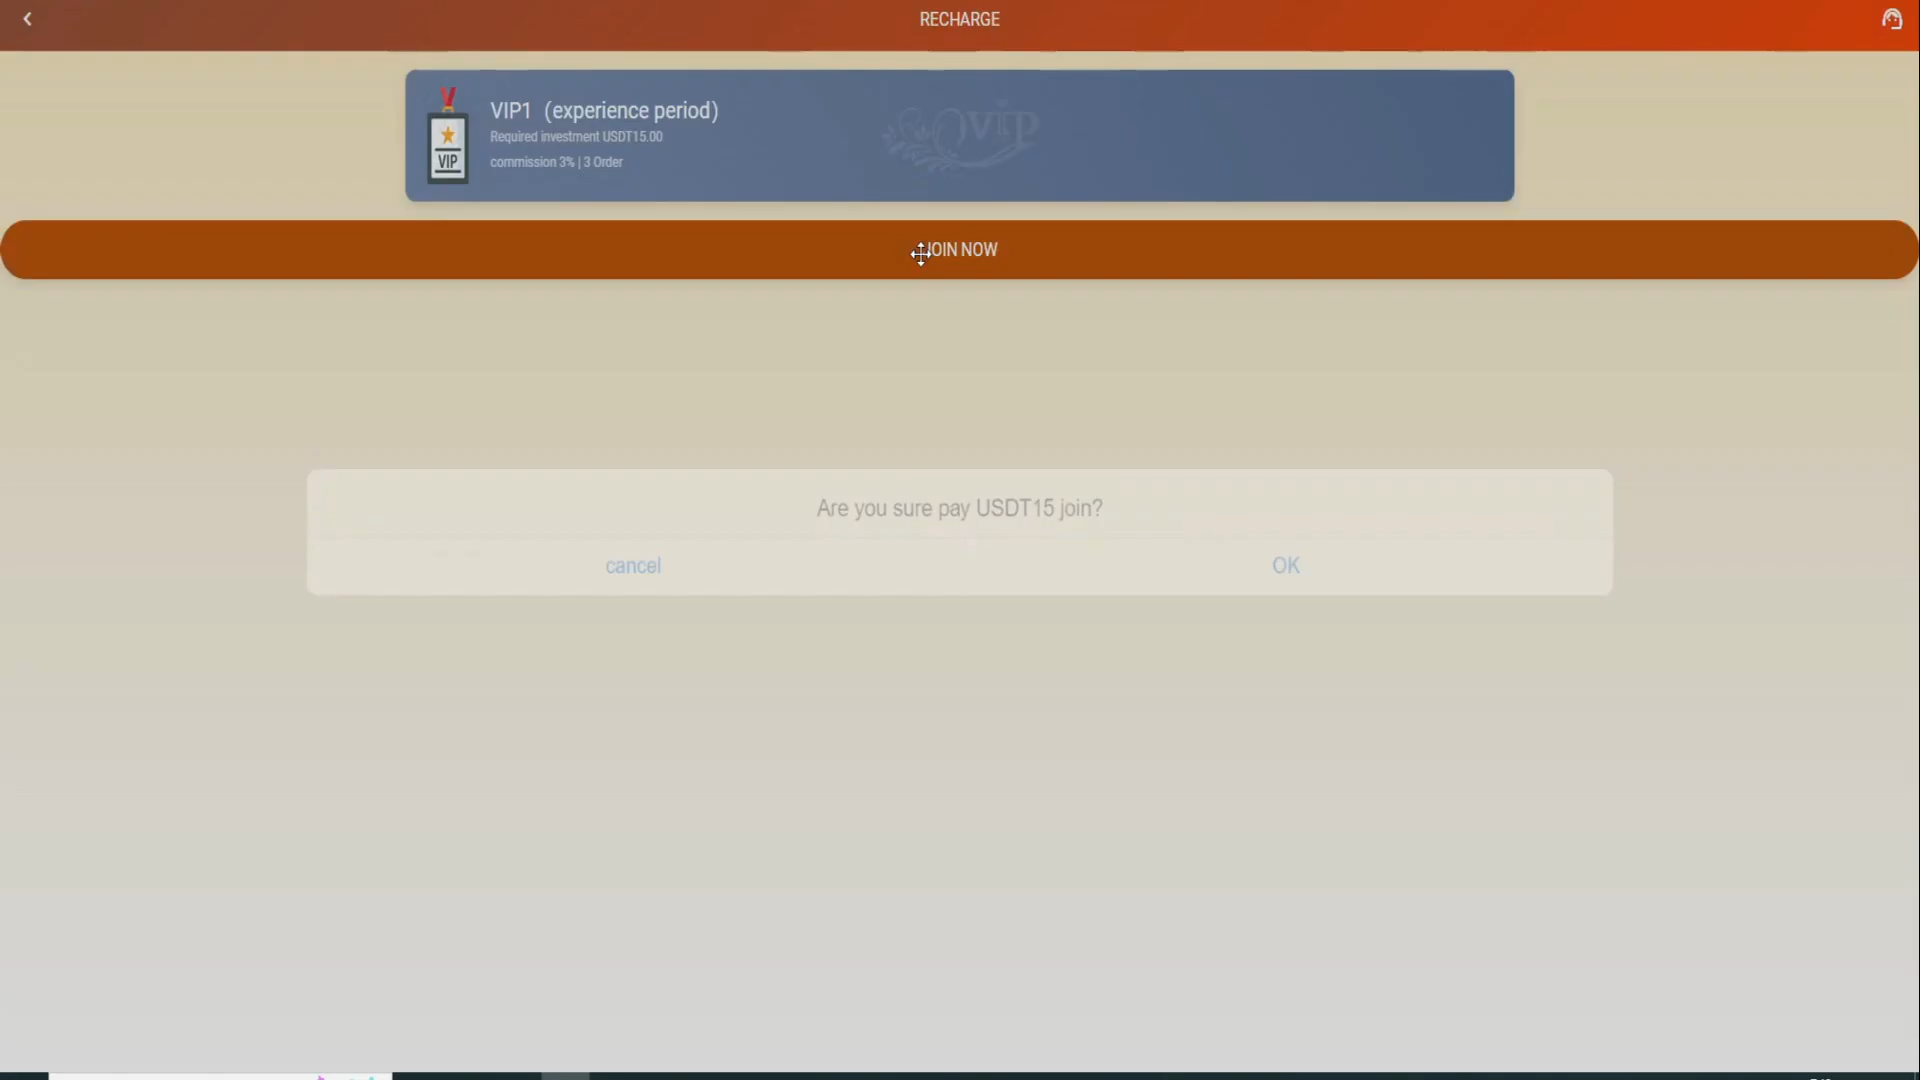 RECHARGE
VIP1 (experience period)
Required investment USDT15.00
commission 3% | 3 Order
VIP
vip
JOIN NOW
Are you sure pay USDT15 join?
cancel
OK